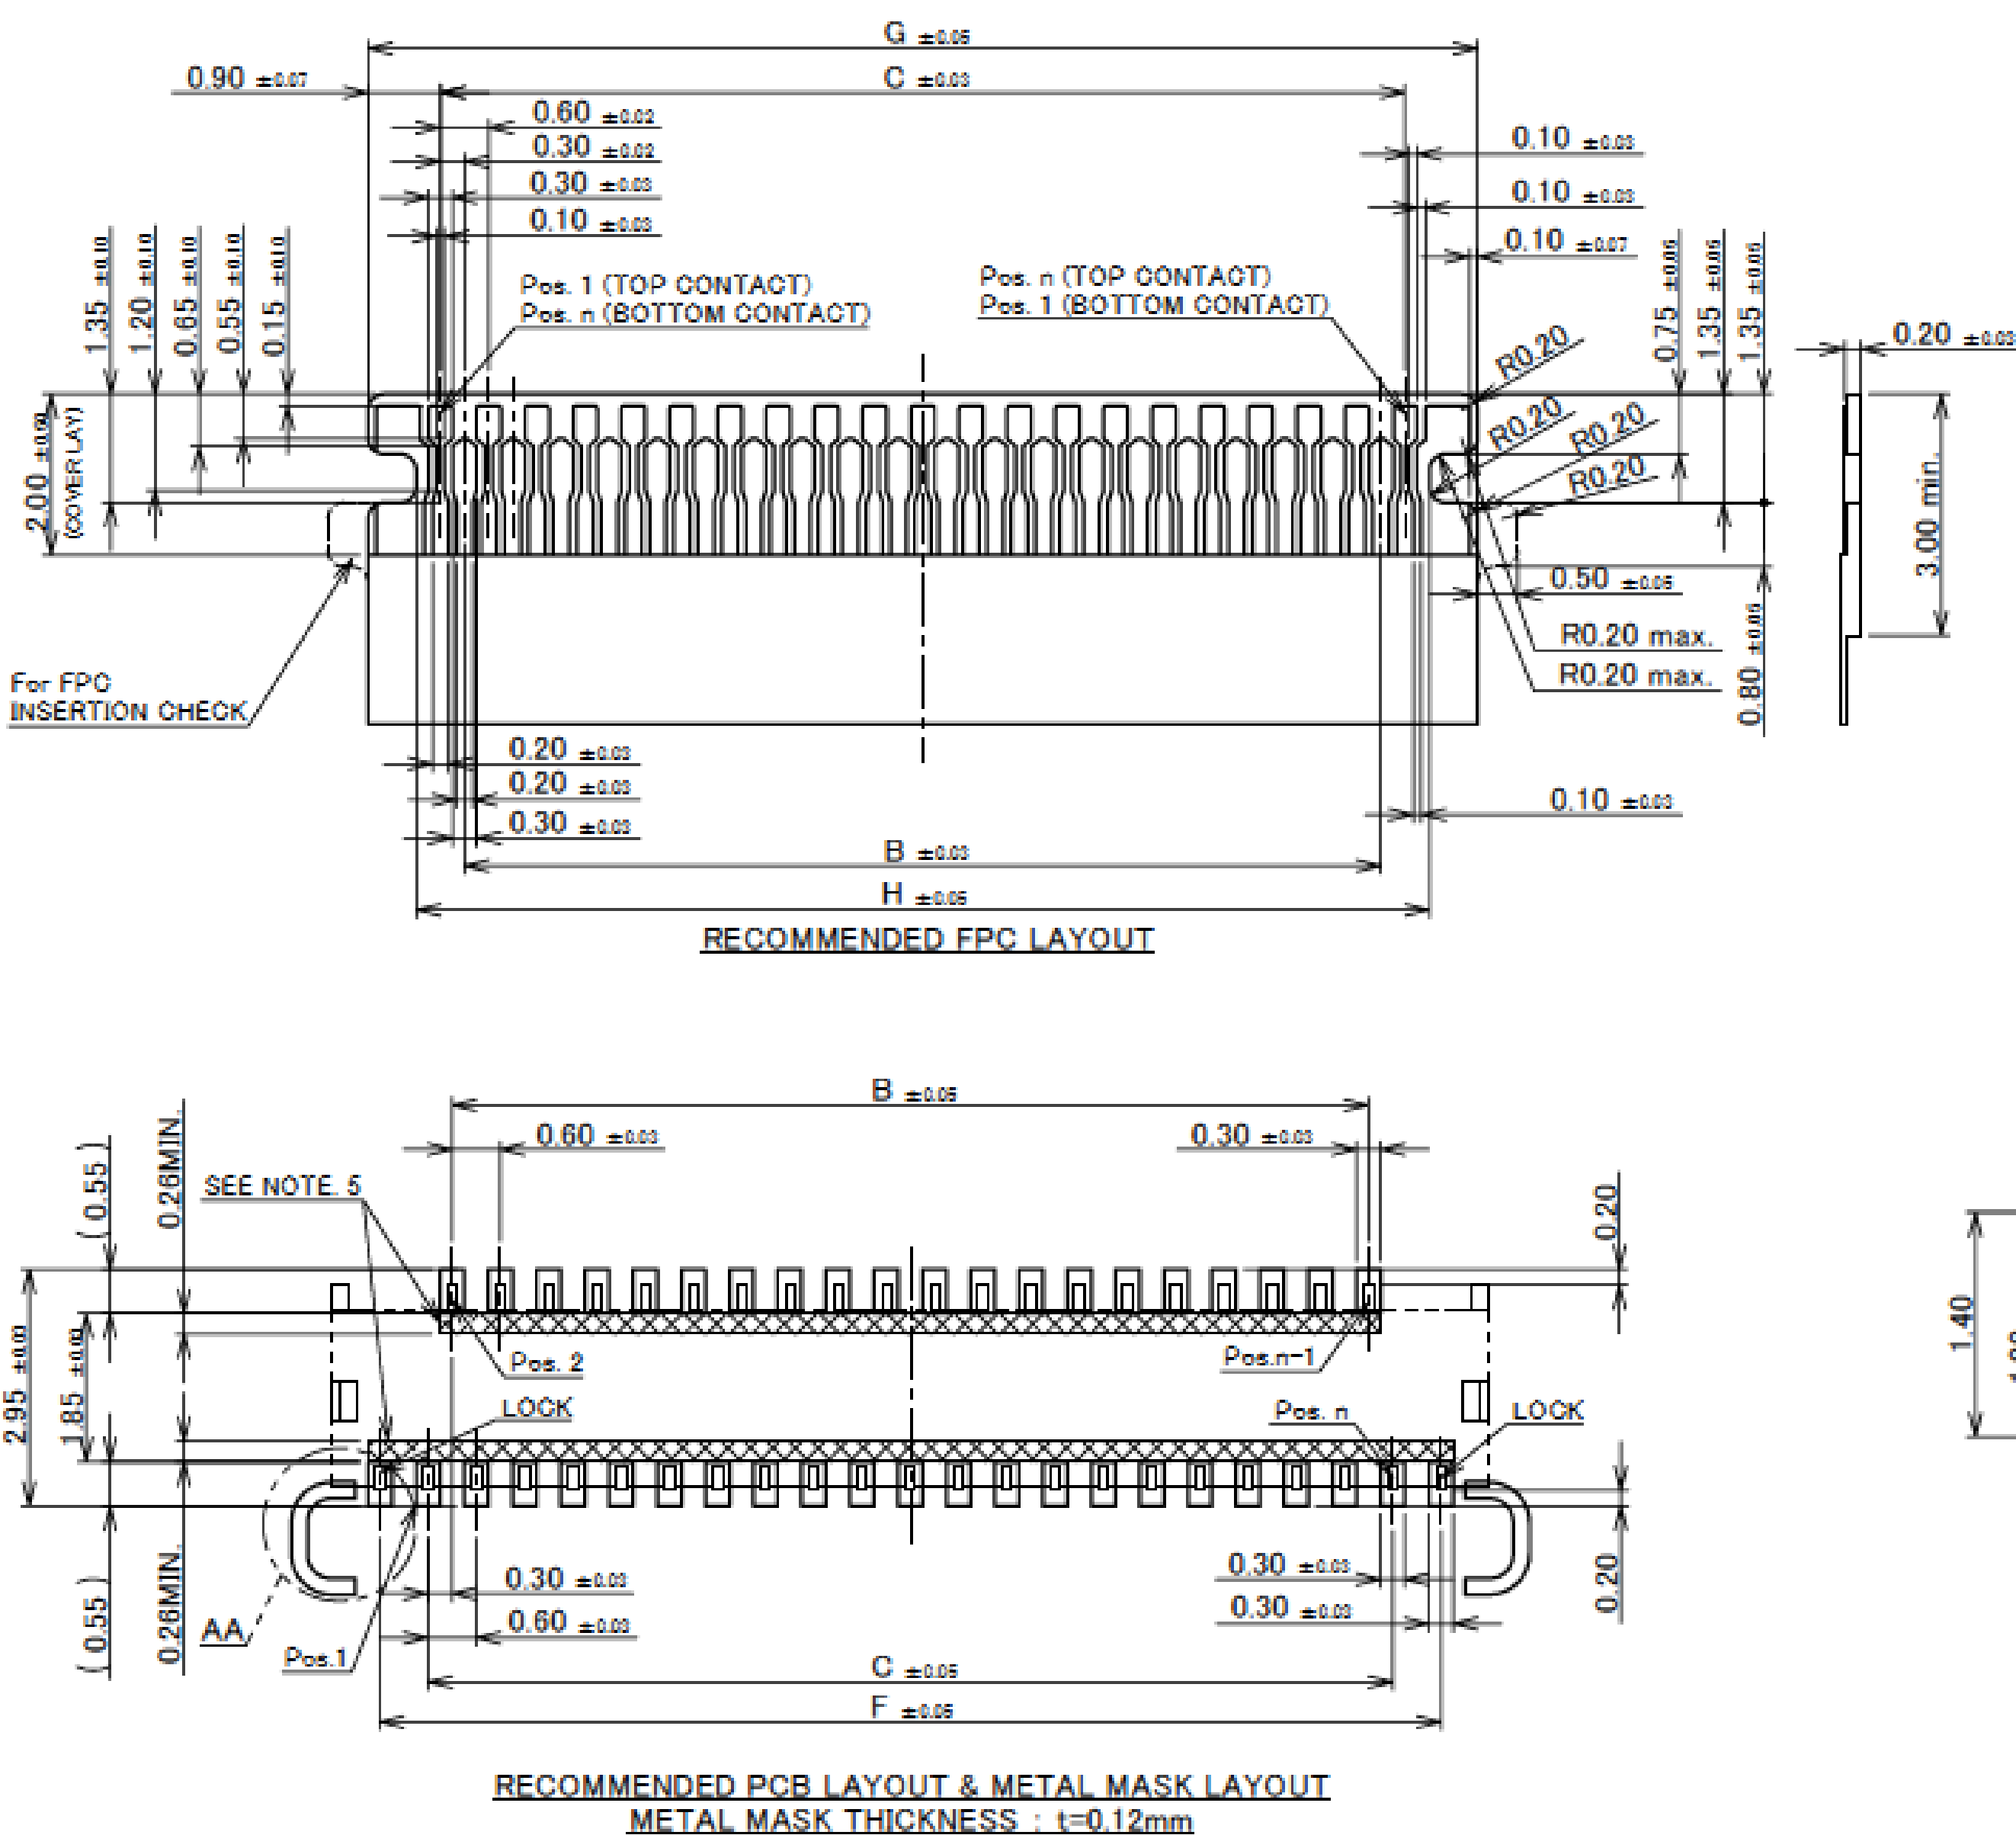 G ±0.05
0.90 ±0.07
C ±0.03
0.60 ±0.02
0.30 ±0.02
0.30 ±0.03
0.10 ±0.03
0.10 ±0.03
0.10 ±0.03
0.10 ±0.07
1.35 ±0.10
1.20 ±0.10
0.65 ±0.10
0.55 ±0.10
0.15 ±0.10
Pos. 1 (TOP CONTACT)
Pos. n (BOTTOM CONTACT)
Pos. n (TOP CONTACT)
Pos. 1 (BOTTOM CONTACT)
0.75 ±0.05
1.35 ±0.05
1.35 ±0.05
0.20 ±0.03
R0.20
R0.20
R0.20
R0.20
2.00
(COVERLAY)
3.00 min.
0.50 ±0.05
R0.20 max.
R0.20 max.
0.80 ±0.05
For FPC
INSERTION CHECK
0.20 ±0.03
0.20 ±0.03
0.30 ±0.03
0.10 ±0.03
B ±0.03
H ±0.05
RECOMMENDED FPC LAYOUT
B ±0.05
0.60 ±0.03
0.30 ±0.03
(0.55)
0.26MIN.
SEE NOTE. 5
0.20
1.40
2.95
1.85
Pos. 2
Pos.n-1
LOCK
Pos. n
LOCK
(0.55)
0.26MIN.
AA
Pos.1
0.30 ±0.03
0.60 ±0.03
0.30 ±0.03
0.30 ±0.03
0.20
C ±0.05
F ±0.05
RECOMMENDED PCB LAYOUT & METAL MASK LAYOUT
METAL MASK THICKNESS : t=0.12mm